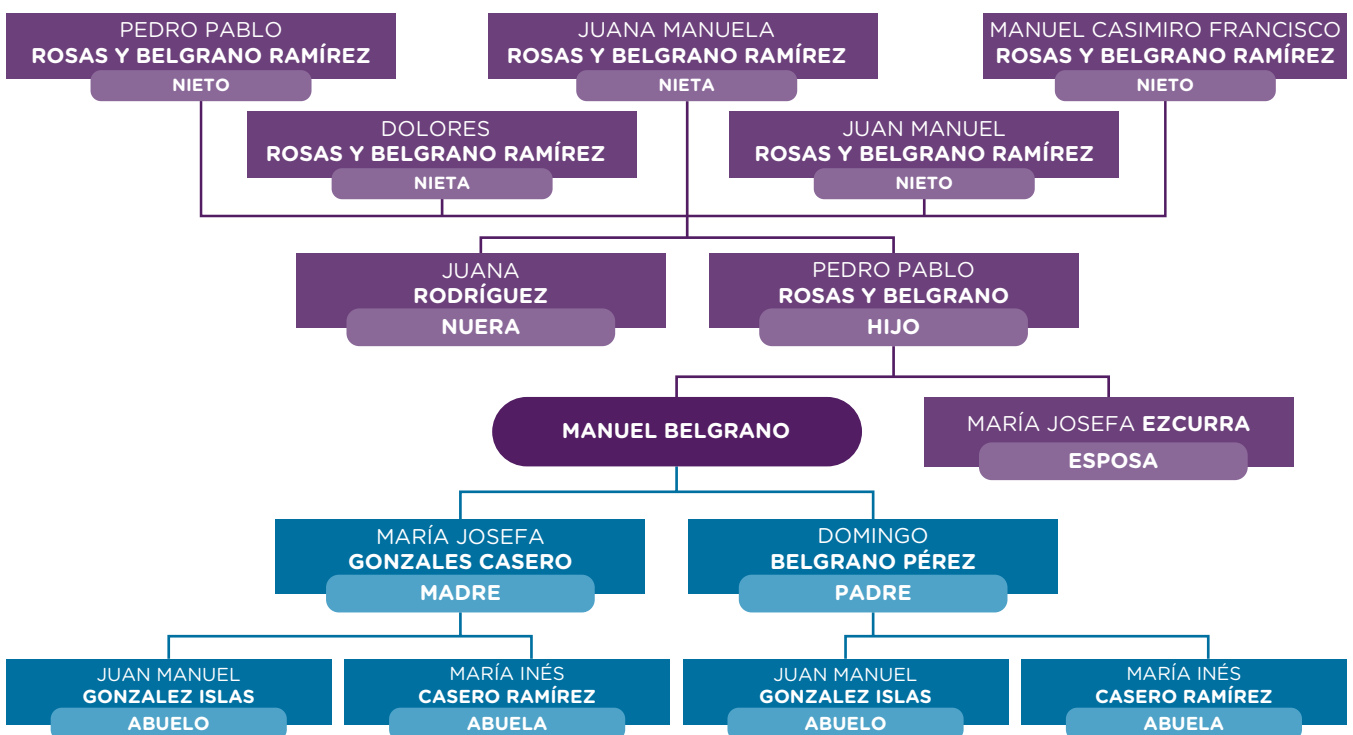 PEDRO PABLO
ROSAS Y BELGRANO RAMÍREZ
NIETO
JUANA MANUELA
ROSAS Y BELGRANO RAMÍREZ
NIETA
MANUEL CASIMIRO FRANCISCO
ROSAS Y BELGRANO RAMÍREZ
NIETO
DOLORES
ROSAS Y BELGRANO RAMÍREZ
NIETA
JUAN MANUEL
ROSAS Y BELGRANO RAMÍREZ
NIETO
JUANA
RODRÍGUEZ
NUERA
PEDRO PABLO
ROSAS Y BELGRANO
HIJO
MANUEL BELGRANO
MARÍA JOSEFA EZCURRA
ESPOSA
MARÍA JOSEFA
GONZALES CASERO
MADRE
DOMINGO
BELGRANO PÉREZ
PADRE
JUAN MANUEL
GONZALEZ ISLAS
ABUELO
MARÍA INÉS
CASERO RAMÍREZ
ABUELA
JUAN MANUEL
GONZALEZ ISLAS
ABUELO
MARÍA INÉS
CASERO RAMÍREZ
ABUELA